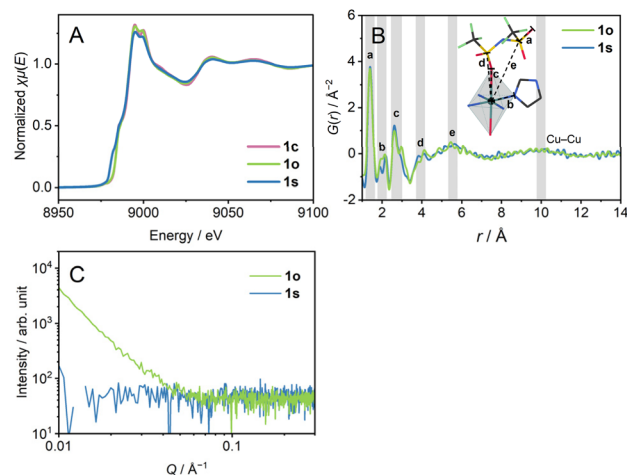 A
Normalized χμ(E)
1.0
0.5
0.0
1c
1o
1s
8950 9000 9050 9100
Energy / eV
B
G(r) / Å⁻²
6
4
2
0
-2
a
b
c
d
e
a
d
c
e
b
Cu–Cu
1o
1s
2 4 6 8 10 12 14
r / Å
C
Intensity / arb. unit
10⁴
10³
10²
10¹
1o
1s
0.01 0.1
Q / Å⁻¹